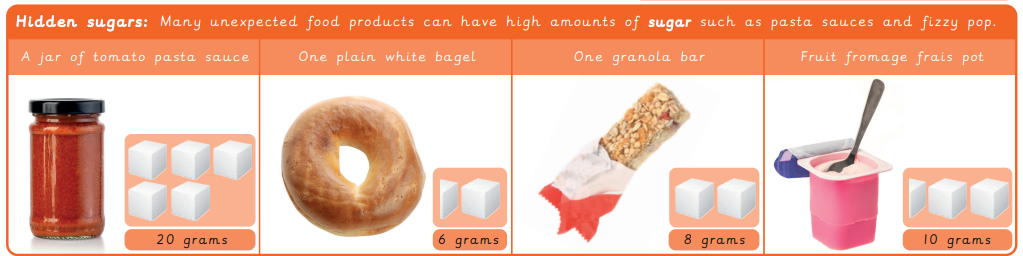 Hidden sugars: Many unexpected food products can have high amounts of sugar such as pasta sauces and fizzy pop.
A jar of tomato pasta sauce
One plain white bagel
One granola bar
Fruit fromage frais pot
20 grams
6 grams
8 grams
10 grams